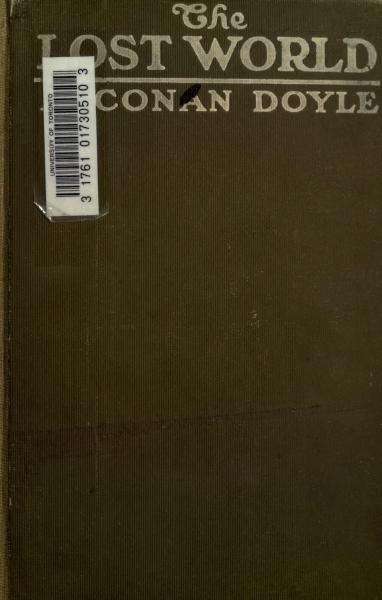 The
LOST WORLD
CONAN DOYLE
UNIVERSITY OF TORONTO
3 1761 01730510 3